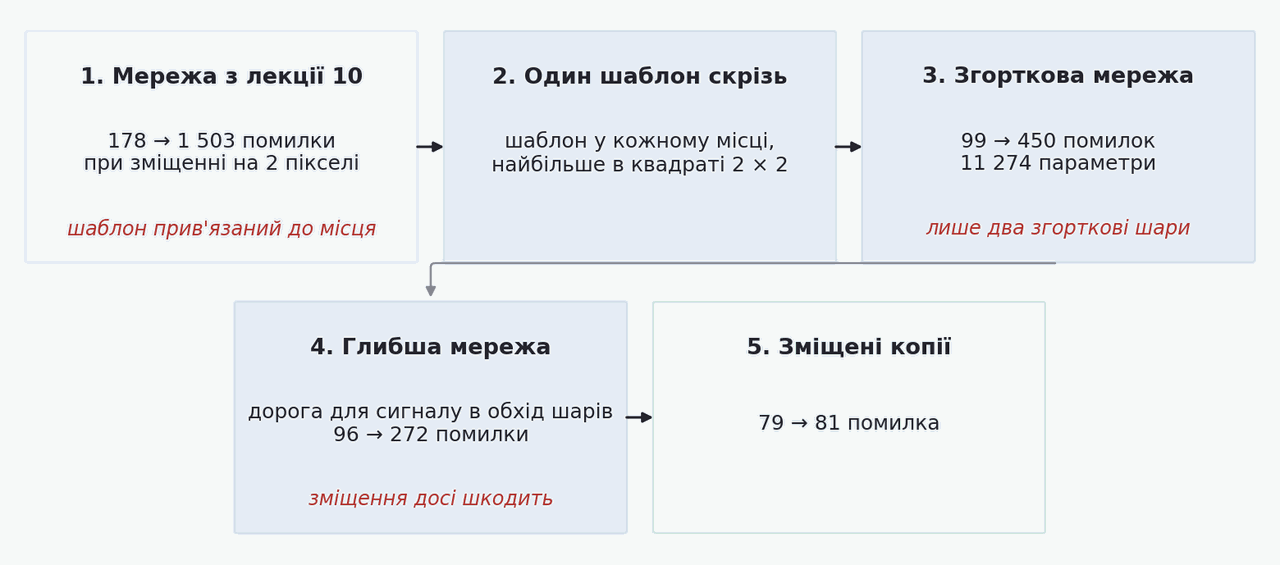 1. Мережа з лекції 10
178 → 1 503 помилки
при зміщенні на 2 пікселі
шаблон прив'язаний до місця
2. Один шаблон скрізь
шаблон у кожному місці,
найбільше в квадраті 2 × 2
3. Згорткова мережа
99 → 450 помилок
11 274 параметри
лише два згорткові шари
4. Глибша мережа
дорога для сигналу в обхід шарів
96 → 272 помилки
зміщення досі шкодить
5. Зміщені копії
79 → 81 помилка